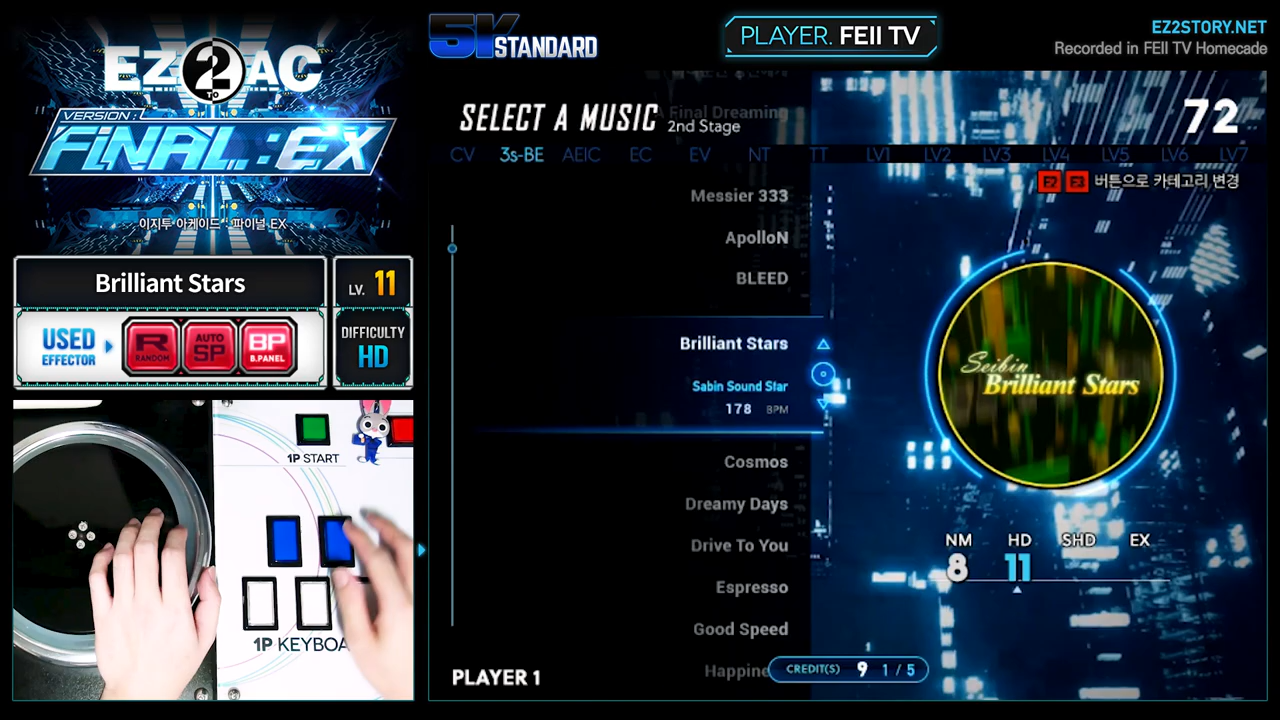 EZ2AC
TO
VERSION :
FiNAL:EX
이지투 아케이드 : 파이널 EX
Brilliant Stars
LV. 11
USED
EFFECTOR
R
RANDOM
AUTO
SP
BP
B.PANEL
DIFFICULTY
HD
1P START
1P KEYBOA
5K STANDARD
PLAYER. FEII TV
EZ2STORY.NET
Recorded in FEII TV Homecade
SELECT A MUSIC 2nd Stage
Final Dreaming
72
CV 3s-BE AEIC EC EV NT TT LV1 LV2 LV3 LV4 LV5 LV6 LV7
E2 E3 버튼으로 카테고리 변경
Messier 333
ApolloN
BLEED
Brilliant Stars
Sabin Sound Star
178 BPM
Cosmos
Dreamy Days
Drive To You
Espresso
Good Speed
Happine
Seibin
Brilliant Stars
NM HD SHD EX
8 11
PLAYER 1
CREDIT(S) 9 1 / 5